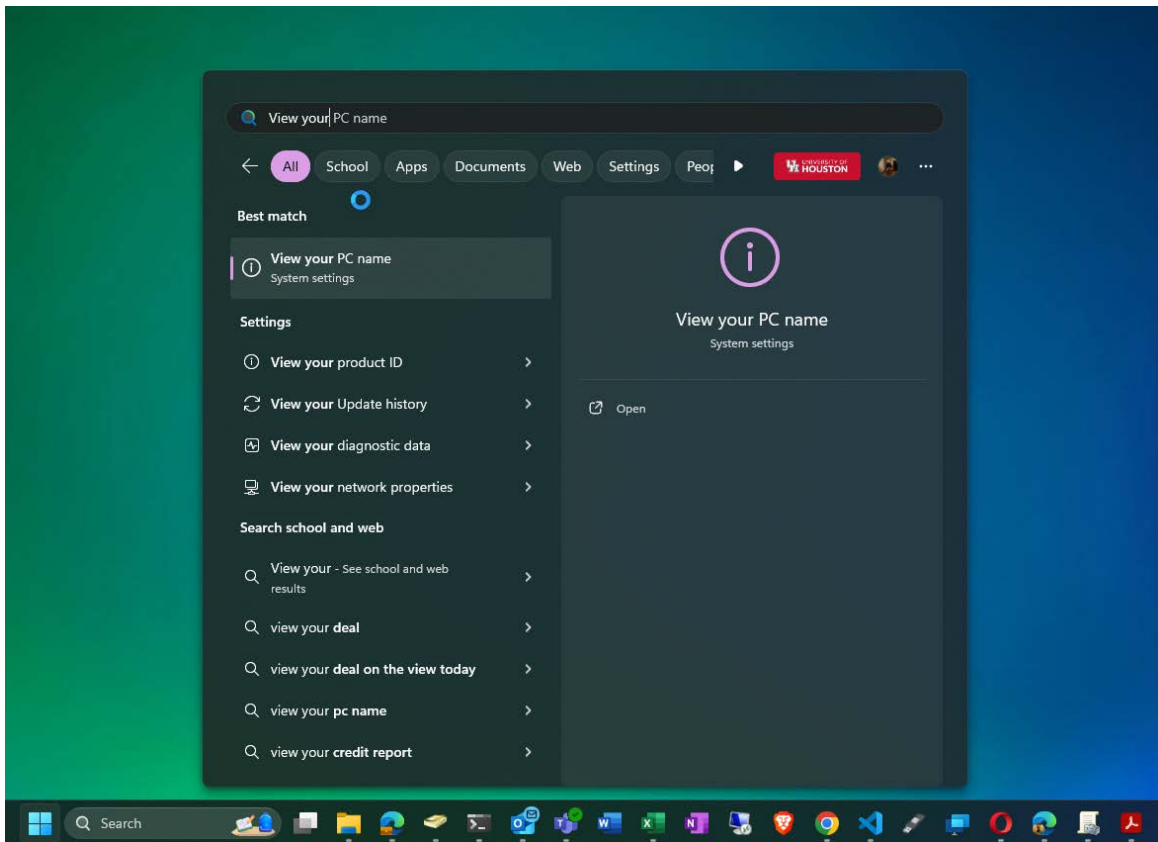 View your PC name
All School Apps Documents Web Settings Peop
UNIVERSITY OF
HOUSTON
Best match
View your PC name
System settings
Settings
View your product ID
View your Update history
View your diagnostic data
View your network properties
Search school and web
View your - See school and web
results
view your deal
view your deal on the view today
view your pc name
view your credit report
View your PC name
System settings
Open
Search